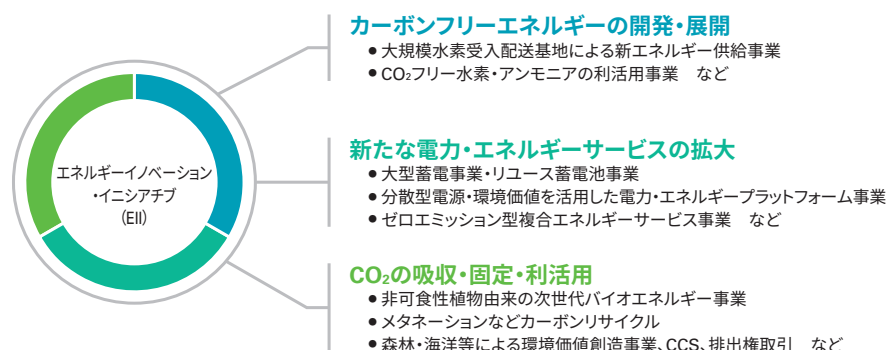 カーボンフリーエネルギーの開発・展開
● 大規模水素受入配送基地による新エネルギー供給事業
● CO₂フリー水素・アンモニアの利活用事業　など
エネルギーイノベーション
・イニシアチブ
（EII）
新たな電力・エネルギーサービスの拡大
● 大型蓄電事業・リユース蓄電池事業
● 分散型電源・環境価値を活用した電力・エネルギープラットフォーム事業
● ゼロエミッション型複合エネルギーサービス事業　など
CO₂の吸収・固定・利活用
● 非可食性植物由来の次世代バイオエネルギー事業
● メタネーションなどカーボンリサイクル
● 森林・海洋等による環境価値創造事業、CCS、排出権取引　など